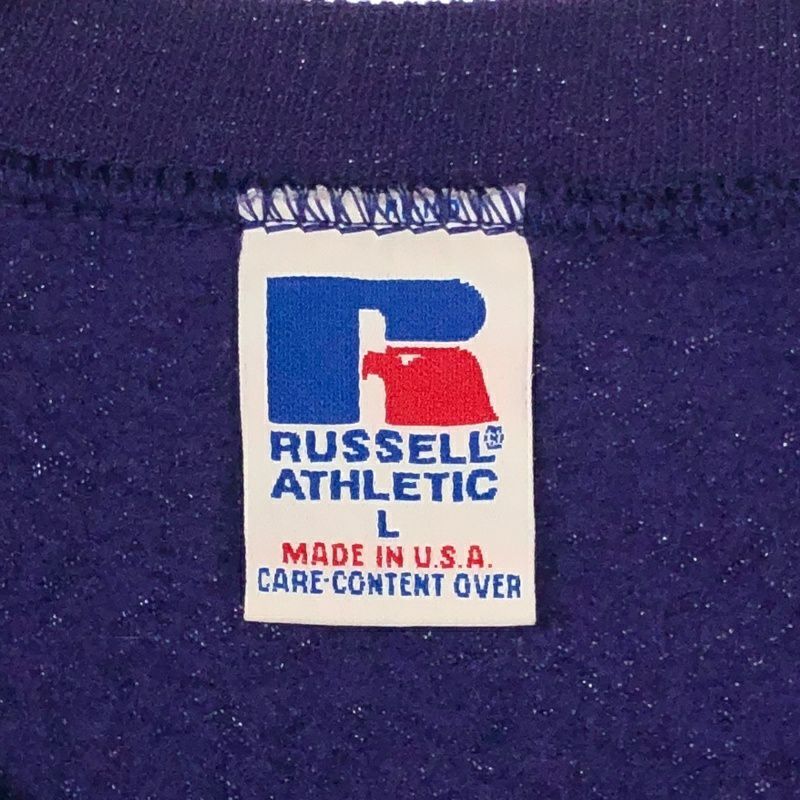 RUSSELL®
ATHLETIC
L
MADE IN U.S.A.
CARE-CONTENT OVER